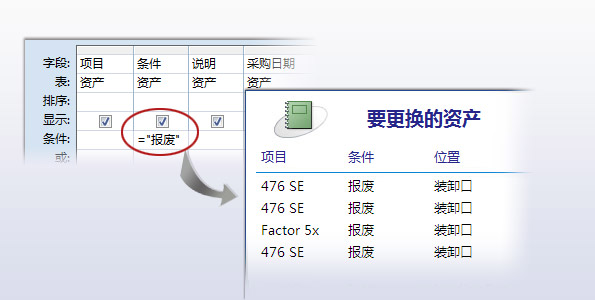 字段: 项目 条件 说明 采购日期
表: 资产 资产 资产 资产
排序:
显示:
条件: ="报废"
或:
要更换的资产
项目 条件 位置
476 SE 报废 装卸口
476 SE 报废 装卸口
Factor 5x 报废 装卸口
476 SE 报废 装卸口